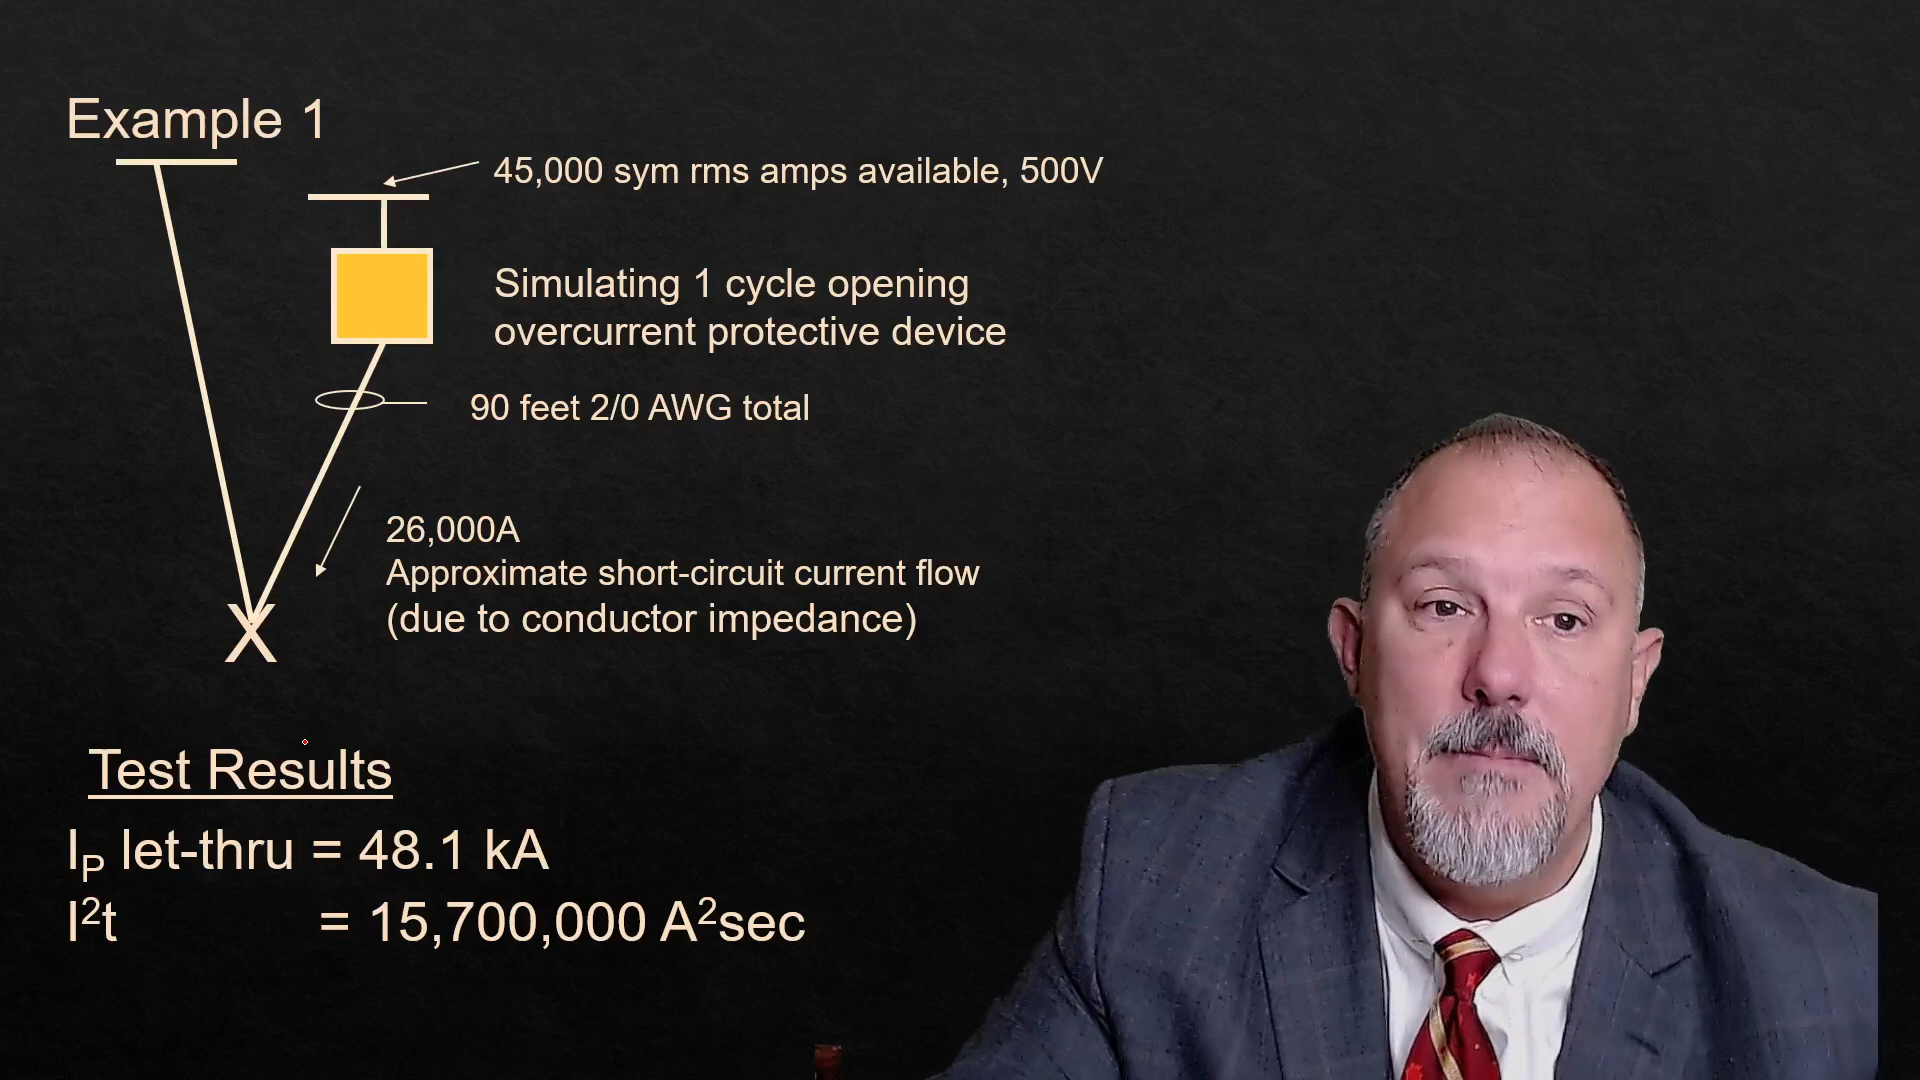 Example 1
45,000 sym rms amps available, 500V
Simulating 1 cycle opening
overcurrent protective device
90 feet 2/0 AWG total
26,000A
Approximate short-circuit current flow
(due to conductor impedance)
X
Test Results
I_P let-thru = 48.1 kA
I²t = 15,700,000 A²sec